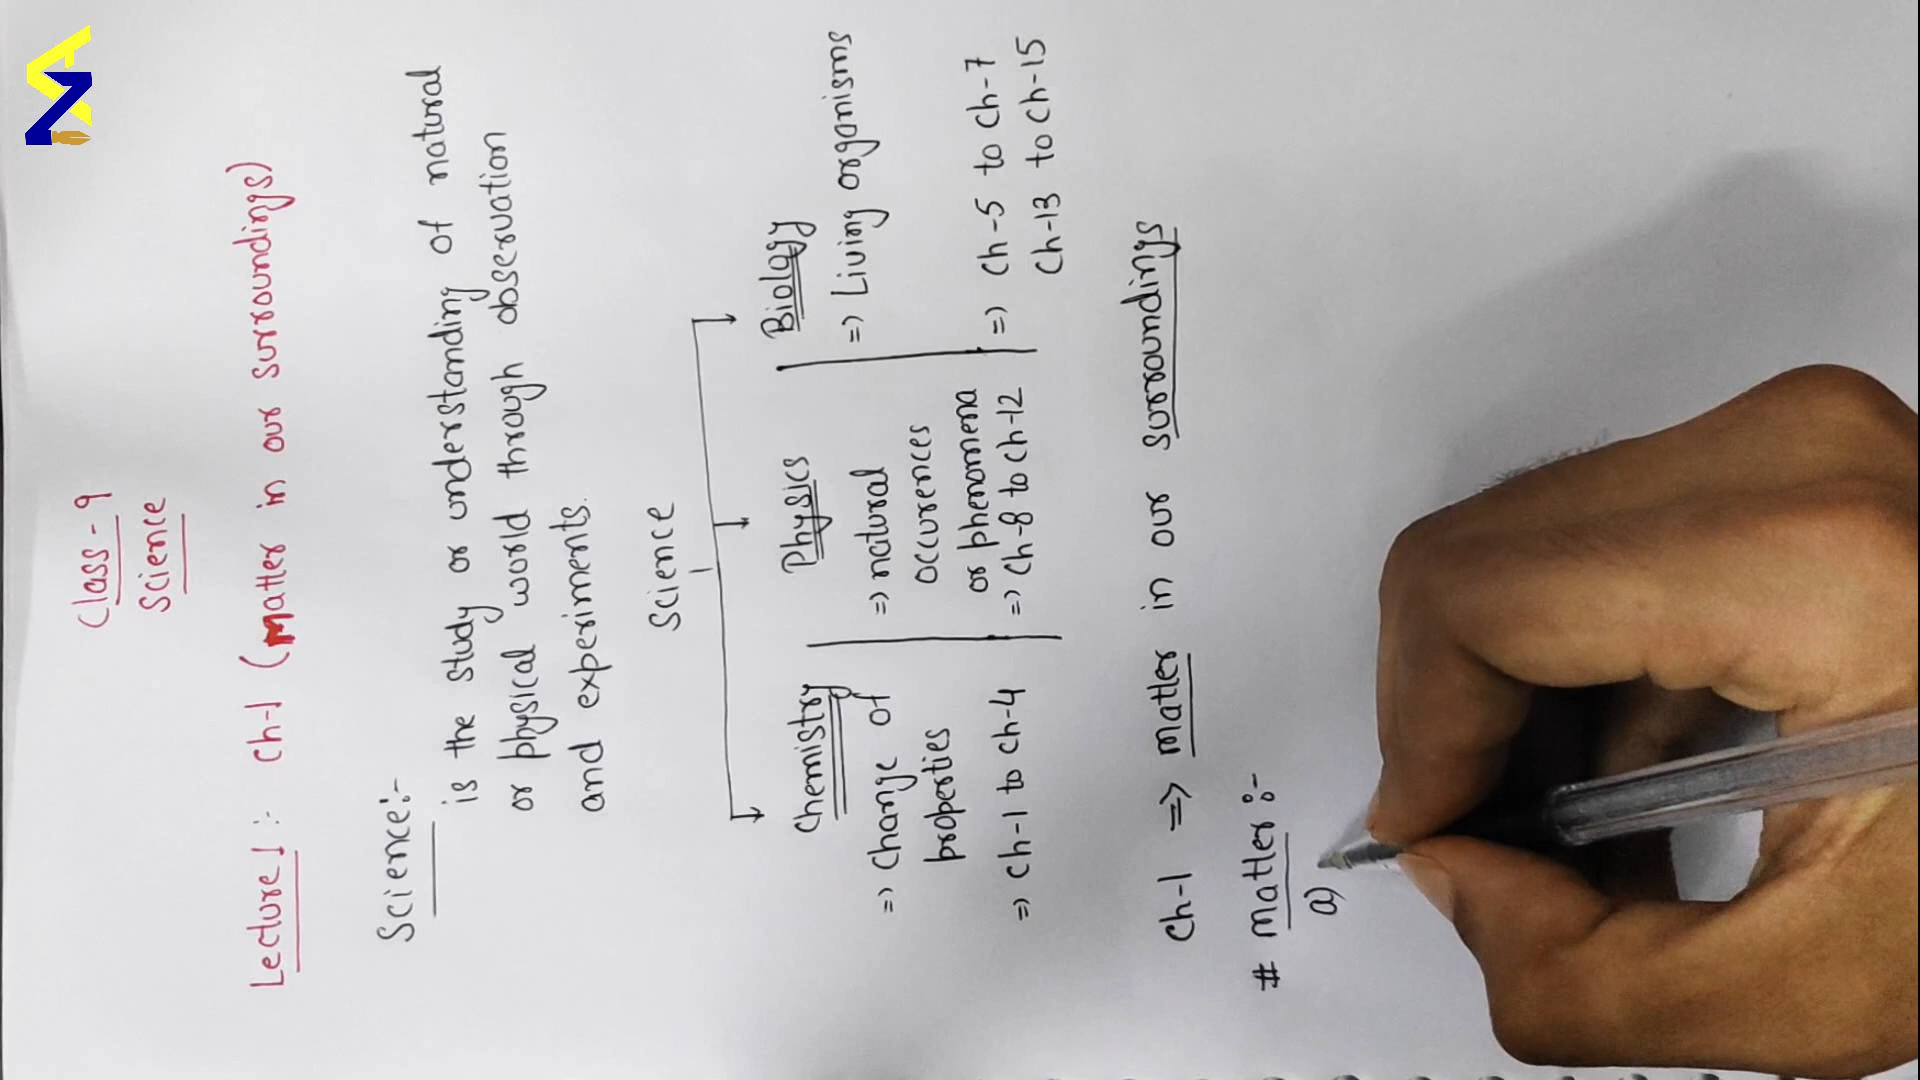 Class-9
Science
Lecture 1 :- Ch-1 (Matter in our surroundings)
Science:-
is the study or understanding of natural
or physical world through observation
and experiments.
Science
Chemistry
=> Change of
properties
=> Ch-1 to Ch-4
Physics
=> natural
occurences
or phenomena
=> Ch-8 to Ch-12
Biology
=> Living organisms
=> Ch-5 to Ch-7
Ch-13 to Ch-15
Ch-1 => Matter in our surroundings
# Matter:-
a)